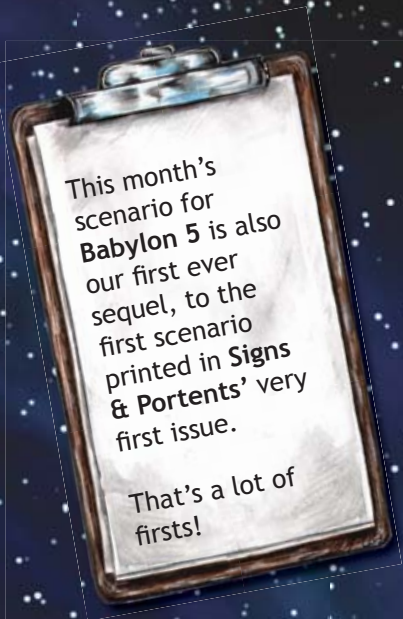 This month’s
scenario for
Babylon 5 is also
our first ever
sequel, to the
first scenario
printed in Signs
& Portents’ very
first issue.
That’s a lot of
firsts!